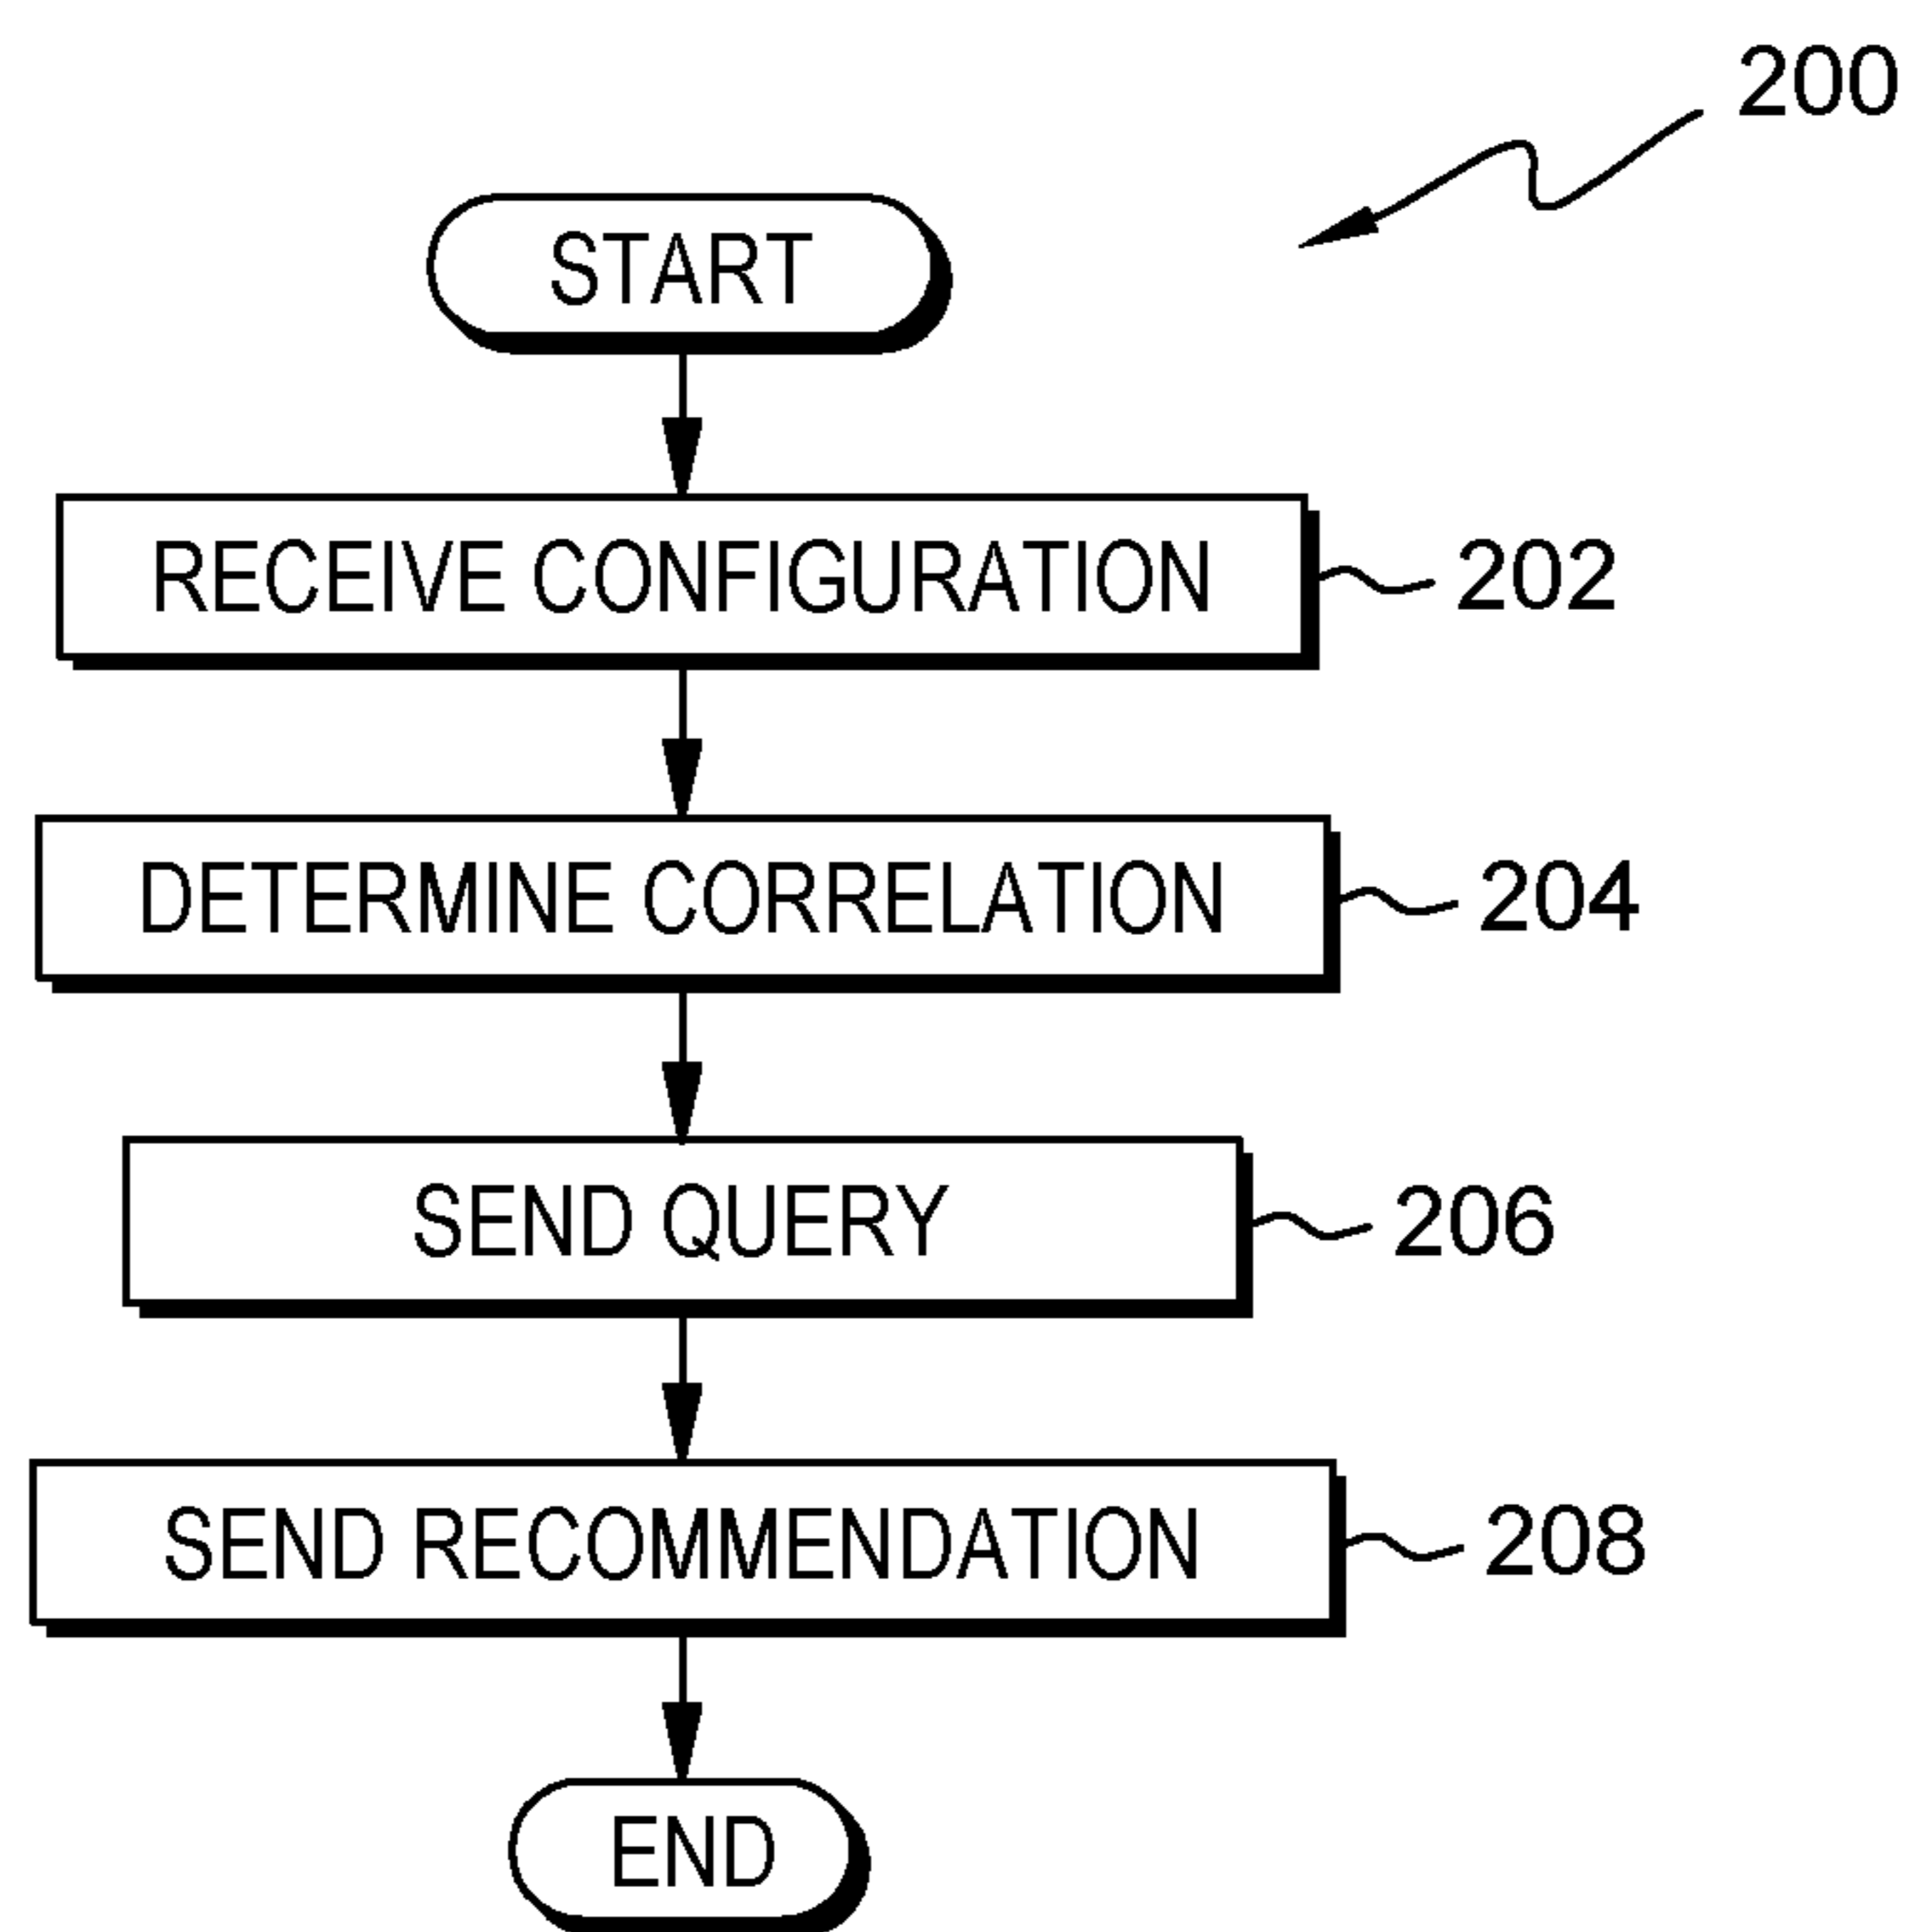 200
START
RECEIVE CONFIGURATION 202
DETERMINE CORRELATION 204
SEND QUERY 206
SEND RECOMMENDATION 208
END